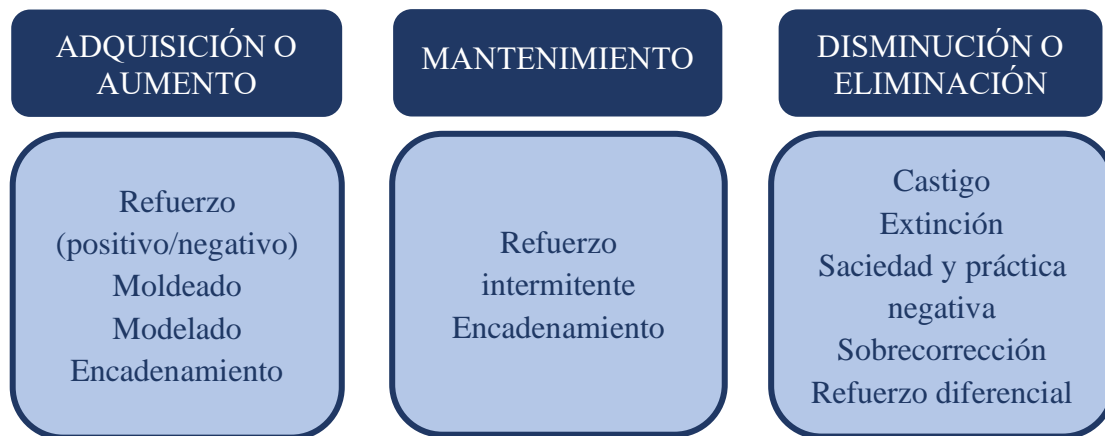 ADQUISICIÓN O
AUMENTO
Refuerzo
(positivo/negativo)
Moldeado
Modelado
Encadenamiento
MANTENIMIENTO
Refuerzo
intermitente
Encadenamiento
DISMINUCIÓN O
ELIMINACIÓN
Castigo
Extinción
Saciedad y práctica
negativa
Sobrecorrección
Refuerzo diferencial